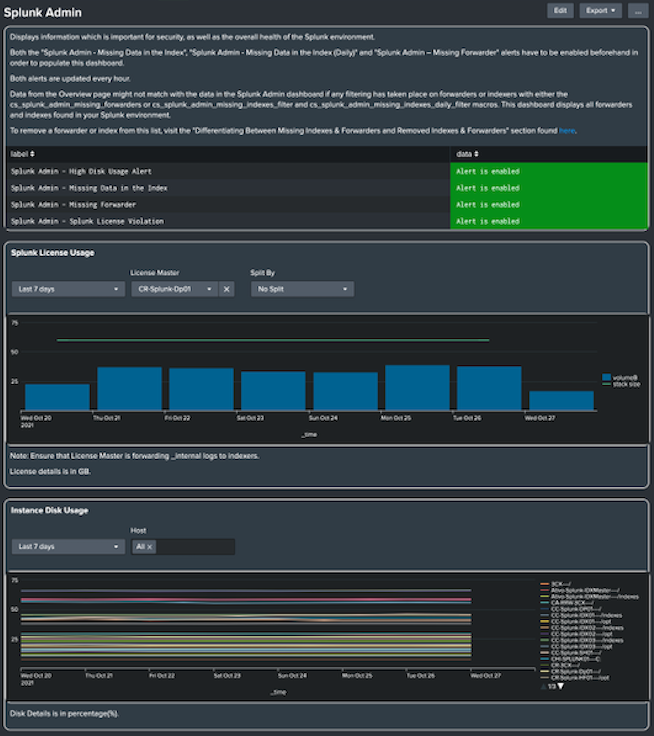 Splunk Admin
Edit
Export
...
Displays information which is important for security, as well as the overall health of the Splunk environment.
Both the "Splunk Admin - Missing Data in the Index", "Splunk Admin - Missing Data in the Index (Daily)" and "Splunk Admin – Missing Forwarder" alerts have to be enabled beforehand in
order to populate this dashboard.
Both alerts are updated every hour.
Data from the Overview page might not match with the data in the Splunk Admin dashboard if any filtering has taken place on forwarders or indexers with either the
cs_splunk_admin_missing_forwarders or cs_splunk_admin_missing_indexes_filter and cs_splunk_admin_missing_indexes_daily_filter macros. This dashboard displays all forwarders
and indexes found in your Splunk environment.
To remove a forwarder or index from this list, visit the "Differentiating Between Missing Indexes & Forwarders and Removed Indexes & Forwarders" section found here.
label data
Splunk Admin - High Disk Usage Alert Alert is enabled
Splunk Admin - Missing Data in the Index Alert is enabled
Splunk Admin - Missing Forwarder Alert is enabled
Splunk Admin - Splunk License Violation Alert is enabled
Splunk License Usage
License Master Split By
Last 7 days CR-Splunk-Dp01 No Split
75
50
25
volumeB
stack size
Wed Oct 20 Thu Oct 21 Fri Oct 22 Sat Oct 23 Sun Oct 24 Mon Oct 25 Tue Oct 26 Wed Oct 27
2021
_time
Note: Ensure that License Master is forwarding _internal logs to indexers.
License details is in GB.
Instance Disk Usage
Host
Last 7 days All
75
50
25
3CX---/
Ativo-Splunk-IDXMaster---/
Ativo-Splunk-IDXMaster---/indexes
CC-Splunk-DP01---/
CC-Splunk-IDX01---/indexes
CC-Splunk-IDX01---/opt
CC-Splunk-IDX02---/indexes
CC-Splunk-IDX02---/opt
CC-Splunk-IDX03---/indexes
CC-Splunk-IDX03---/opt
CC-Splunk-SH01---/
CR-3CX---/
CR-Splunk-Dp01---/
CR-Splunk-HF01---/opt
1/3
Wed Oct 20 Thu Oct 21 Fri Oct 22 Sat Oct 23 Sun Oct 24 Mon Oct 25 Tue Oct 26 Wed Oct 27
2021
_time
Disk Details is in percentage(%).